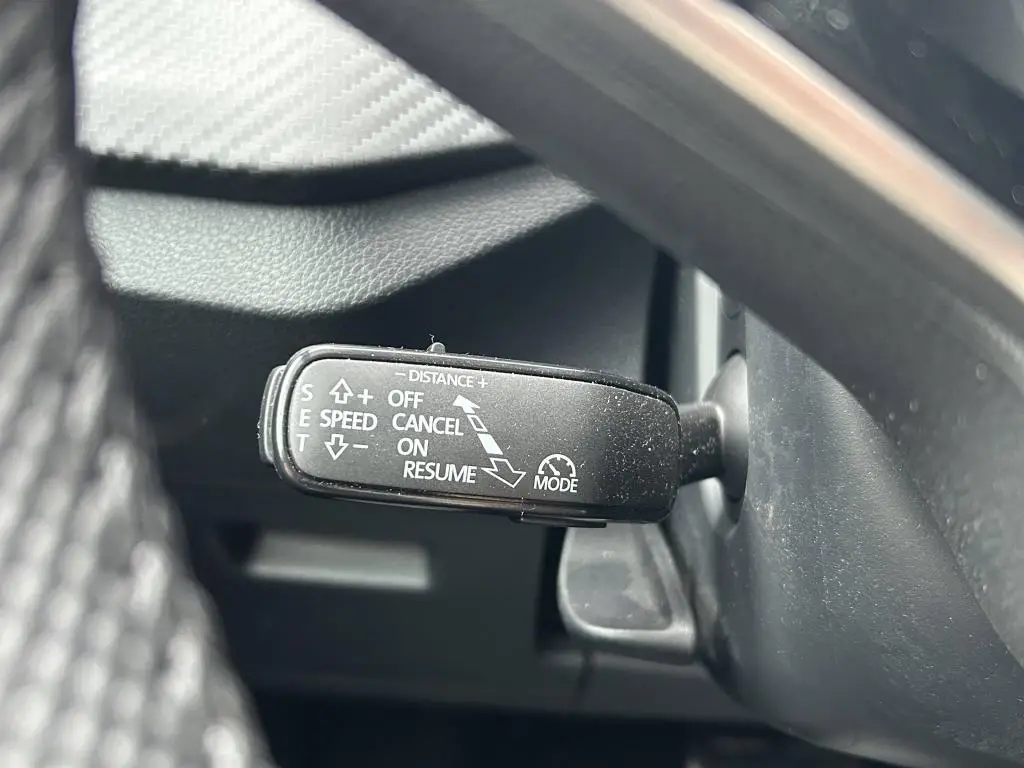 − DISTANCE +
S + OFF
E SPEED CANCEL
T − ON
RESUME
MODE